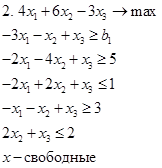 2. 4x₁+6x₂−3x₃ → max
−3x₁−x₂+x₃ ≥ b₁
−2x₁−4x₂+x₃ ≥ 5
−2x₁+2x₂+x₃ ≤ 1
−x₁−x₂+x₃ ≥ 3
2x₂+x₃ ≤ 2
x − свободные